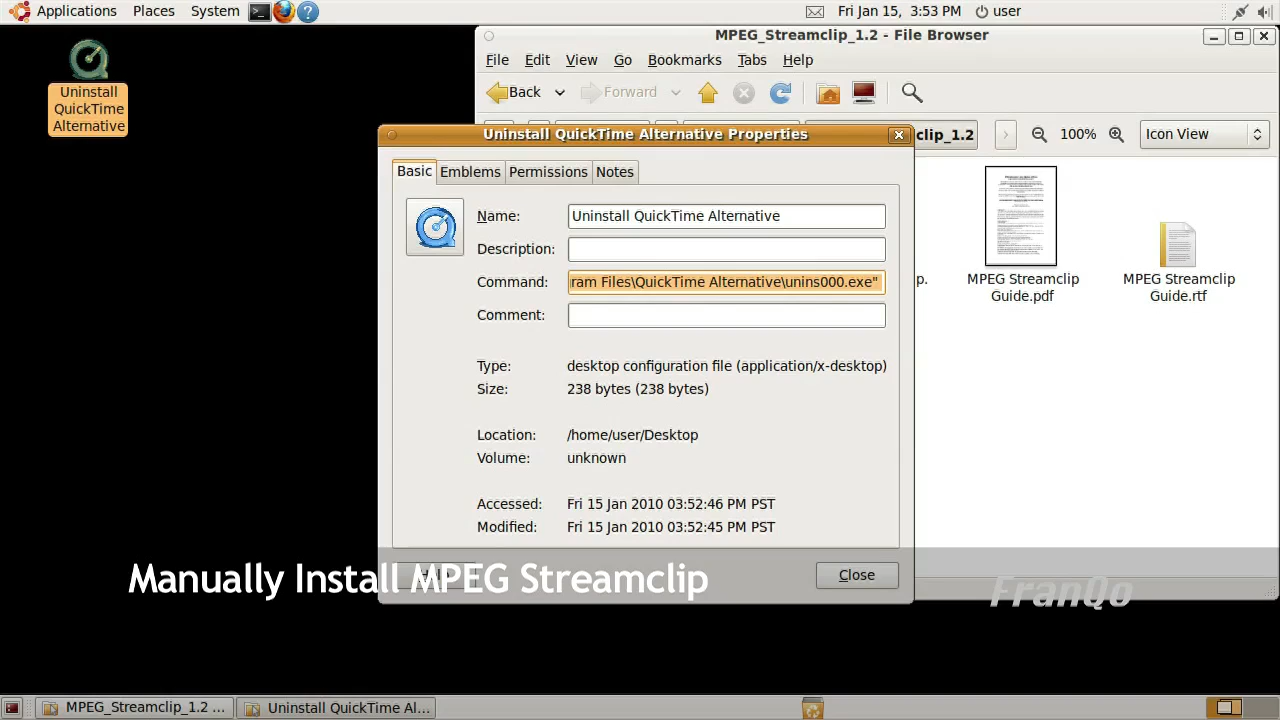 Applications Places System Fri Jan 15, 3:53 PM user
MPEG_Streamclip_1.2 - File Browser
File Edit View Go Bookmarks Tabs Help
Back Forward
clip_1.2 100% Icon View
Uninstall
QuickTime
Alternative
Uninstall QuickTime Alternative Properties
Basic Emblems Permissions Notes
Name: Uninstall QuickTime Alternative
Description:
Command: ram Files\QuickTime Alternative\unins000.exe"
Comment:
Type: desktop configuration file (application/x-desktop)
Size: 238 bytes (238 bytes)
Location: /home/user/Desktop
Volume: unknown
Accessed: Fri 15 Jan 2010 03:52:46 PM PST
Modified: Fri 15 Jan 2010 03:52:45 PM PST
Close
p.
MPEG Streamclip
Guide.pdf
MPEG Streamclip
Guide.rtf
Manually Install MPEG Streamclip
FranQo
MPEG_Streamclip_1.2 ... Uninstall QuickTime Al...